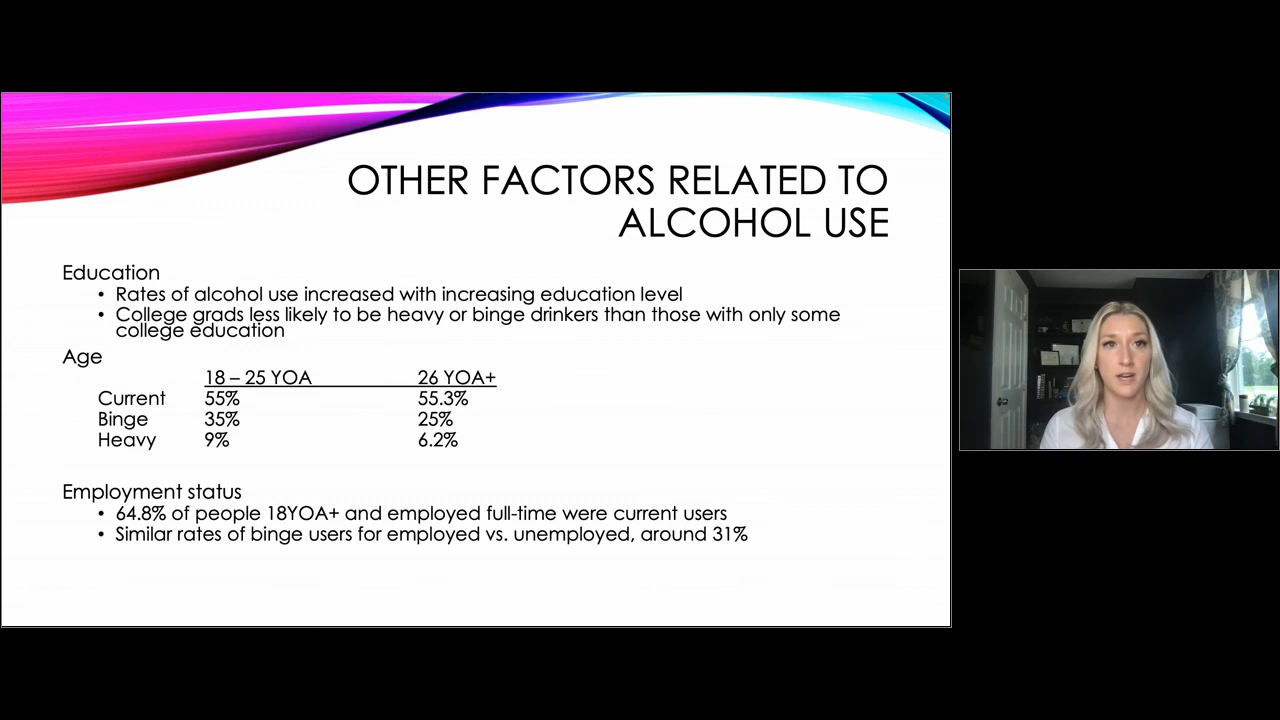 OTHER FACTORS RELATED TO
ALCOHOL USE
Education
• Rates of alcohol use increased with increasing education level
• College grads less likely to be heavy or binge drinkers than those with only some
college education
Age
18 – 25 YOA 26 YOA+
Current 55% 55.3%
Binge 35% 25%
Heavy 9% 6.2%
Employment status
• 64.8% of people 18YOA+ and employed full-time were current users
• Similar rates of binge users for employed vs. unemployed, around 31%